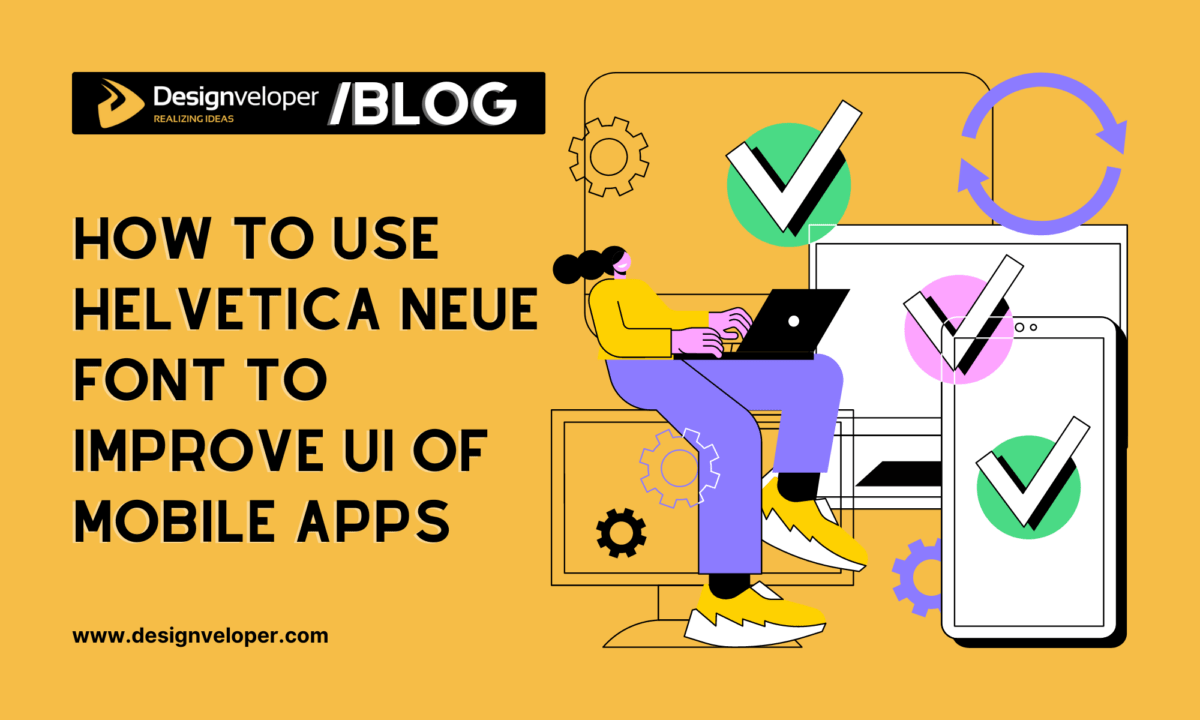 Designveloper /BLOG
REALIZING IDEAS
HOW TO USE
HELVETICA NEUE
FONT TO
IMPROVE UI OF
MOBILE APPS
www.designveloper.com